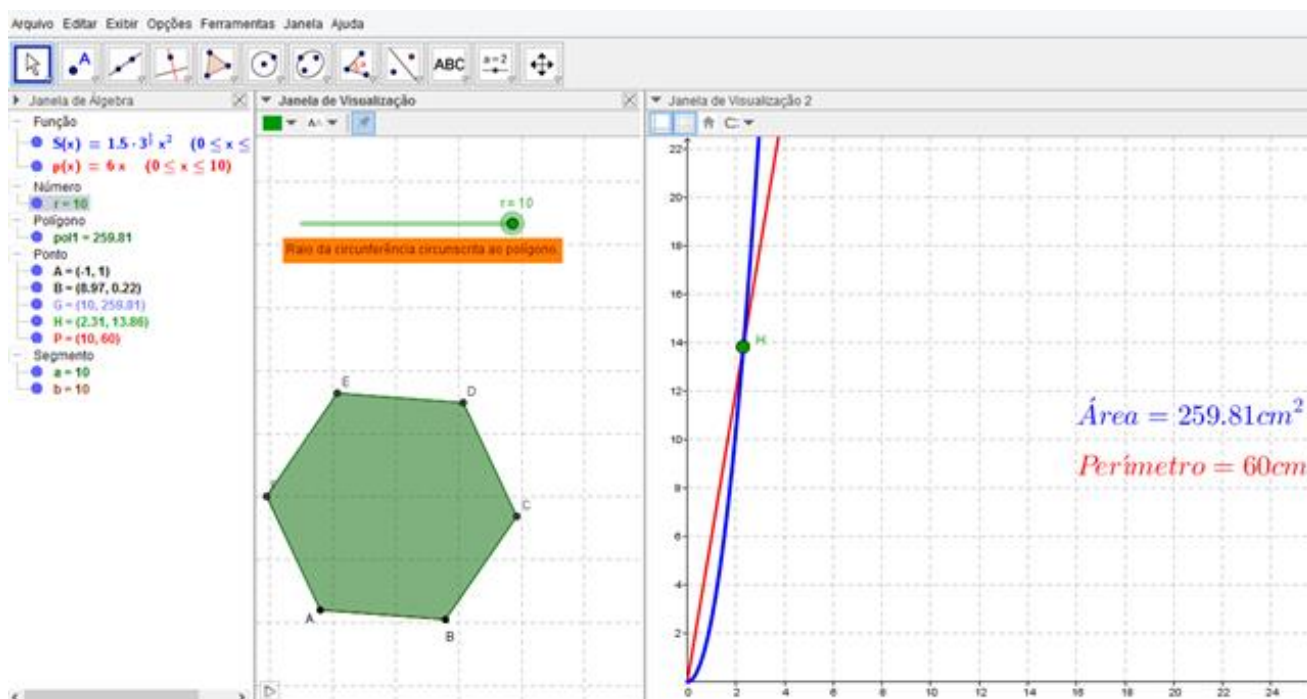 Arquivo Editar Exibir Opções Ferramentas Janela Ajuda
A ABC a=2
Janela de Álgebra
Janela de Visualização
Janela de Visualização 2
Função
S(x) = 1.5 · 3^½ x² (0 ≤ x ≤
p(x) = 6 x (0 ≤ x ≤ 10)
Número
r = 10
Polígono
pol1 = 259.81
Ponto
A = (-1, 1)
B = (8.97, 0.22)
G = (10, 259.81)
H = (2.31, 13.86)
P = (10, 60)
Segmento
a = 10
b = 10
r = 10
Raio da circunferência circunscrita ao polígono.
E
D
C
A
B
22
20
18
16
14
12
10
8
6
4
2
H
Área = 259.81cm²
Perímetro = 60cm
0 2 4 6 8 10 12 14 16 18 20 22 24